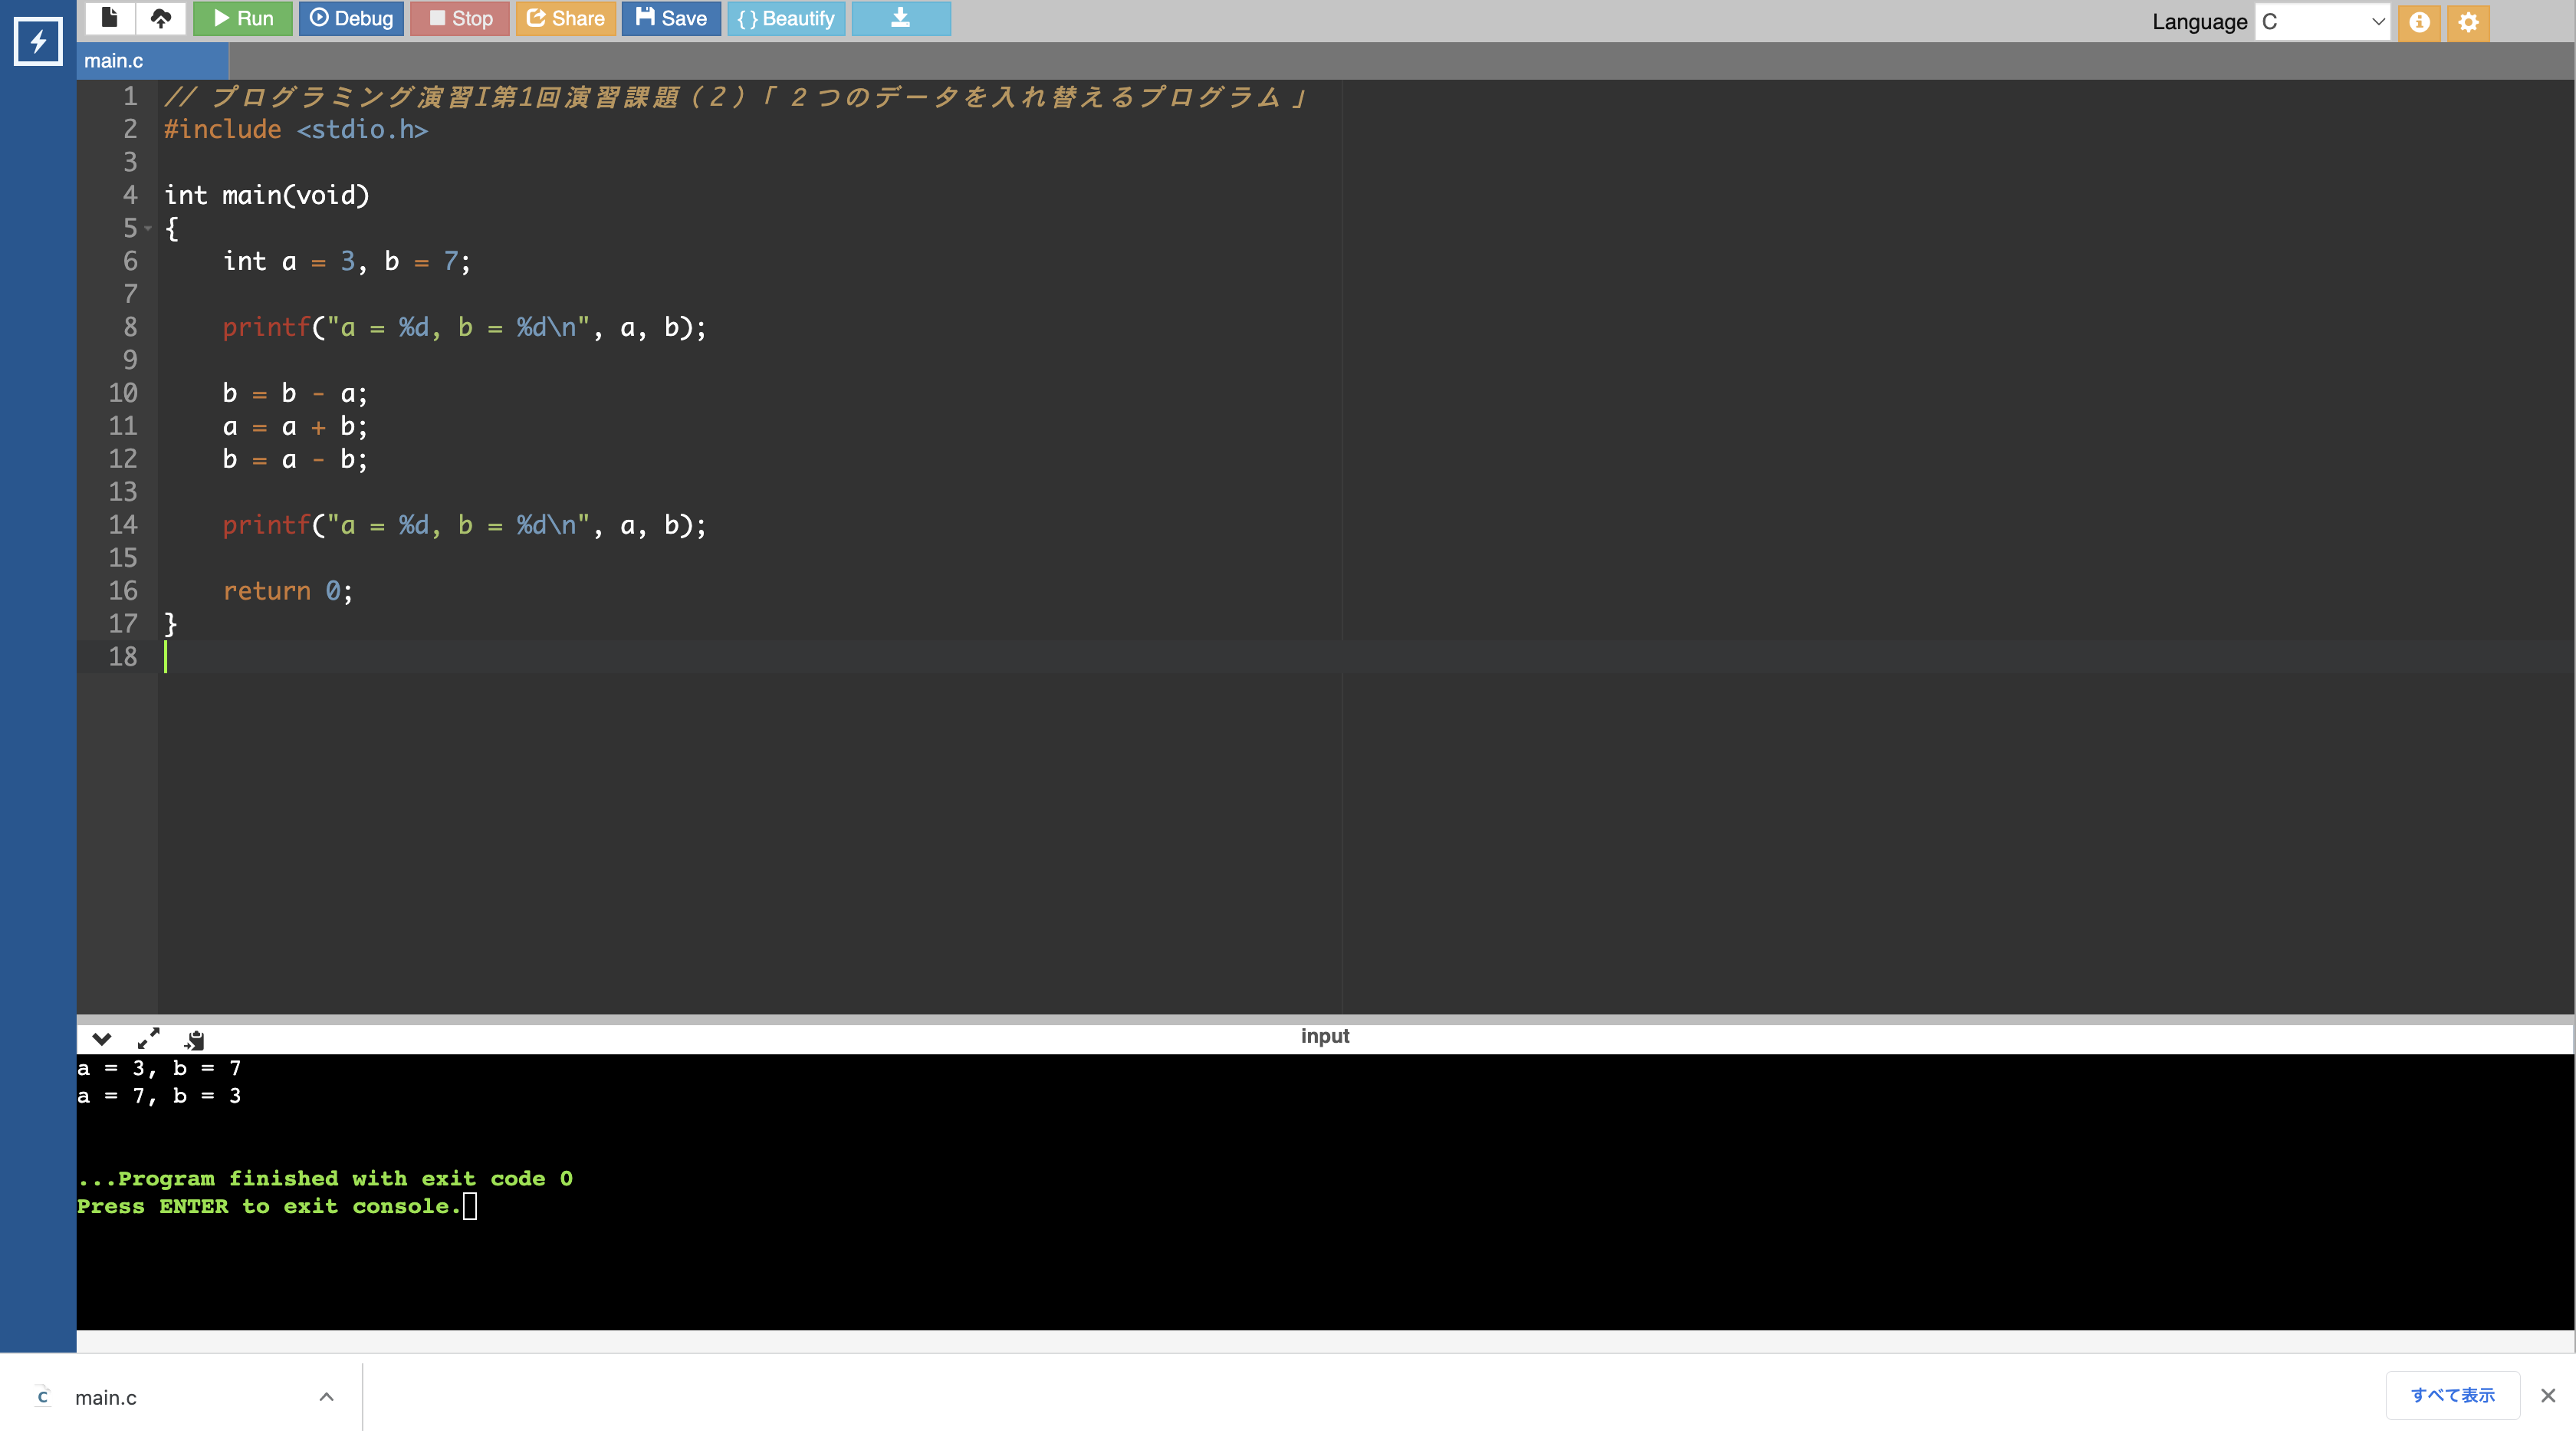 Run Debug Stop Share Save { } Beautify Language C
main.c
1 // プログラミング演習I第1回演習課題(2)「2つのデータを入れ替えるプログラム」
2 #include <stdio.h>
3
4 int main(void)
5 {
6     int a = 3, b = 7;
7
8     printf("a = %d, b = %d\n", a, b);
9
10     b = b - a;
11     a = a + b;
12     b = a - b;
13
14     printf("a = %d, b = %d\n", a, b);
15
16     return 0;
17 }
18
input
a = 3, b = 7
a = 7, b = 3
...Program finished with exit code 0
Press ENTER to exit console.
C main.c すべて表示